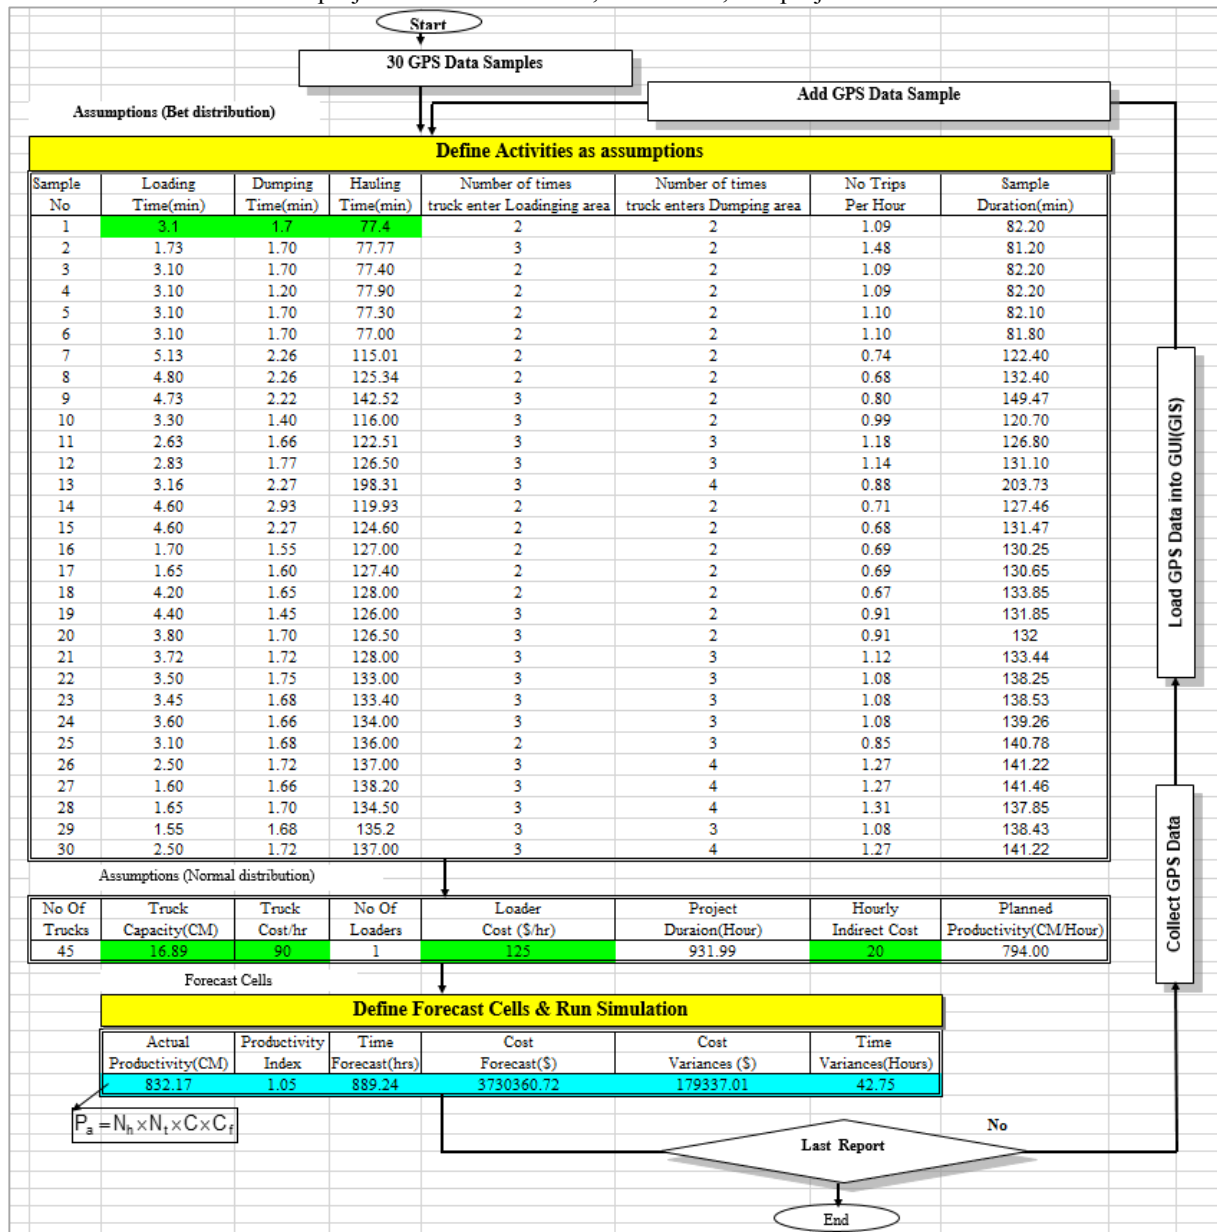 Start
30 GPS Data Samples
Add GPS Data Sample
Assumptions (Bet distribution)
Define Activities as assumptions
Sample Loading Dumping Hauling Number of times Number of times No Trips Sample
No Time(min) Time(min) Time(min) truck enter Loadinging area truck enters Dumping area Per Hour Duration(min)
1 3.1 1.7 77.4 2 2 1.09 82.20
2 1.73 1.70 77.77 3 2 1.48 81.20
3 3.10 1.70 77.40 2 2 1.09 82.20
4 3.10 1.20 77.90 2 2 1.09 82.20
5 3.10 1.70 77.30 2 2 1.10 82.10
6 3.10 1.70 77.00 2 2 1.10 81.80
7 5.13 2.26 115.01 2 2 0.74 122.40
8 4.80 2.26 125.34 2 2 0.68 132.40
9 4.73 2.22 142.52 3 2 0.80 149.47
10 3.30 1.40 116.00 3 2 0.99 120.70
11 2.63 1.66 122.51 3 3 1.18 126.80
12 2.83 1.77 126.50 3 3 1.14 131.10
13 3.16 2.27 198.31 3 4 0.88 203.73
14 4.60 2.93 119.93 2 2 0.71 127.46
15 4.60 2.27 124.60 2 2 0.68 131.47
16 1.70 1.55 127.00 2 2 0.69 130.25
17 1.65 1.60 127.40 2 2 0.69 130.65
18 4.20 1.65 128.00 2 2 0.67 133.85
19 4.40 1.45 126.00 3 2 0.91 131.85
20 3.80 1.70 126.50 3 2 0.91 132
21 3.72 1.72 128.00 3 3 1.12 133.44
22 3.50 1.75 133.00 3 3 1.08 138.25
23 3.45 1.68 133.40 3 3 1.08 138.53
24 3.60 1.66 134.00 3 3 1.08 139.26
25 3.10 1.68 136.00 2 3 0.85 140.78
26 2.50 1.72 137.00 3 4 1.27 141.22
27 1.60 1.66 138.20 3 4 1.27 141.46
28 1.65 1.70 134.50 3 4 1.31 137.85
29 1.55 1.68 135.2 3 3 1.08 138.43
30 2.50 1.72 137.00 3 4 1.27 141.22
Load GPS Data into GUI(GIS)
Collect GPS Data
Assumptions (Normal distribution)
No Of Truck Truck No Of Loader Project Hourly Planned
Trucks Capacity(CM) Cost/hr Loaders Cost ($/hr) Duraion(Hour) Indirect Cost Productivity(CM/Hour)
45 16.89 90 1 125 931.99 20 794.00
Forecast Cells
Define Forecast Cells & Run Simulation
Actual Productivity Time Cost Cost Time
Productivity(CM) Index Forecast(hrs) Forecast($) Variances ($) Variances(Hours)
832.17 1.05 889.24 3730360.72 179337.01 42.75
Pa = Nh × Nt × C × Cf
No
Last Report
End